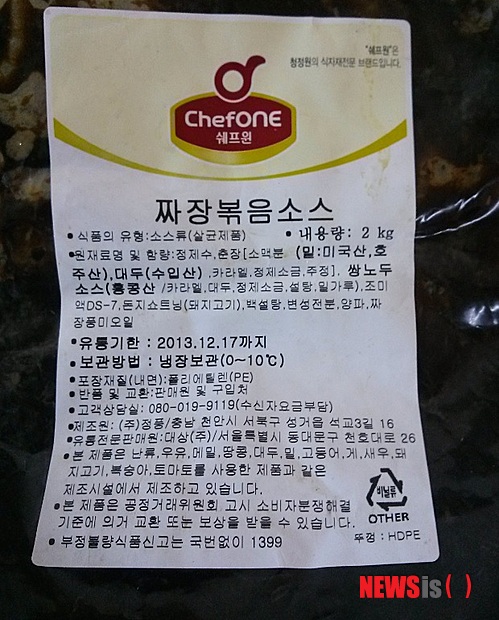 "쉐프원"은
청정원의 식자재전문 브랜드입니다.
ChefONE
쉐프원
짜장볶음소스
•식품의 유형:소스류(살균제품) • 내용량: 2 kg
•원재료명 및 함량:정제수,춘장[소맥분 (밀:미국산,호
주산),대두(수입산) ,카라멜,정제소금,주정], 쌍노두
소스(홍콩산 /카라멜,대두,정제소금,설탕,밀가루),조미
액DS-7,돈지쇼트닝(돼지고기),백설탕,변성전분,양파,짜
장풍미오일
•유통기한 : 2013.12.17까지
•보관방법 : 냉장보관(0~10℃)
•포장재질(내면):폴리에틸렌(PE)
•반품 및 교환:판매원 및 구입처
•고객상담실: 080-019-9119(수신자요금부담)
•제조원: (주)정풍/충남 천안시 서북구 성거읍 석교3길 16
•유통전문판매원:대상(주)/서울특별시 동대문구 천호대로 26
•본 제품은 난류,우유,메밀,땅콩,대두,밀,고등어,게,새우,돼
지고기,복숭아,토마토를 사용한 제품과 같은
제조시설에서 제조하고 있습니다.
•본 제품은 공정거래위원회 고시 소비자분쟁해결
기준에 의거 교환 또는 보상을 받을 수 있습니다.
• 부정불량식품신고는 국번없이 1399
비닐류
OTHER
뚜껑 : HDPE
NEWSis( )